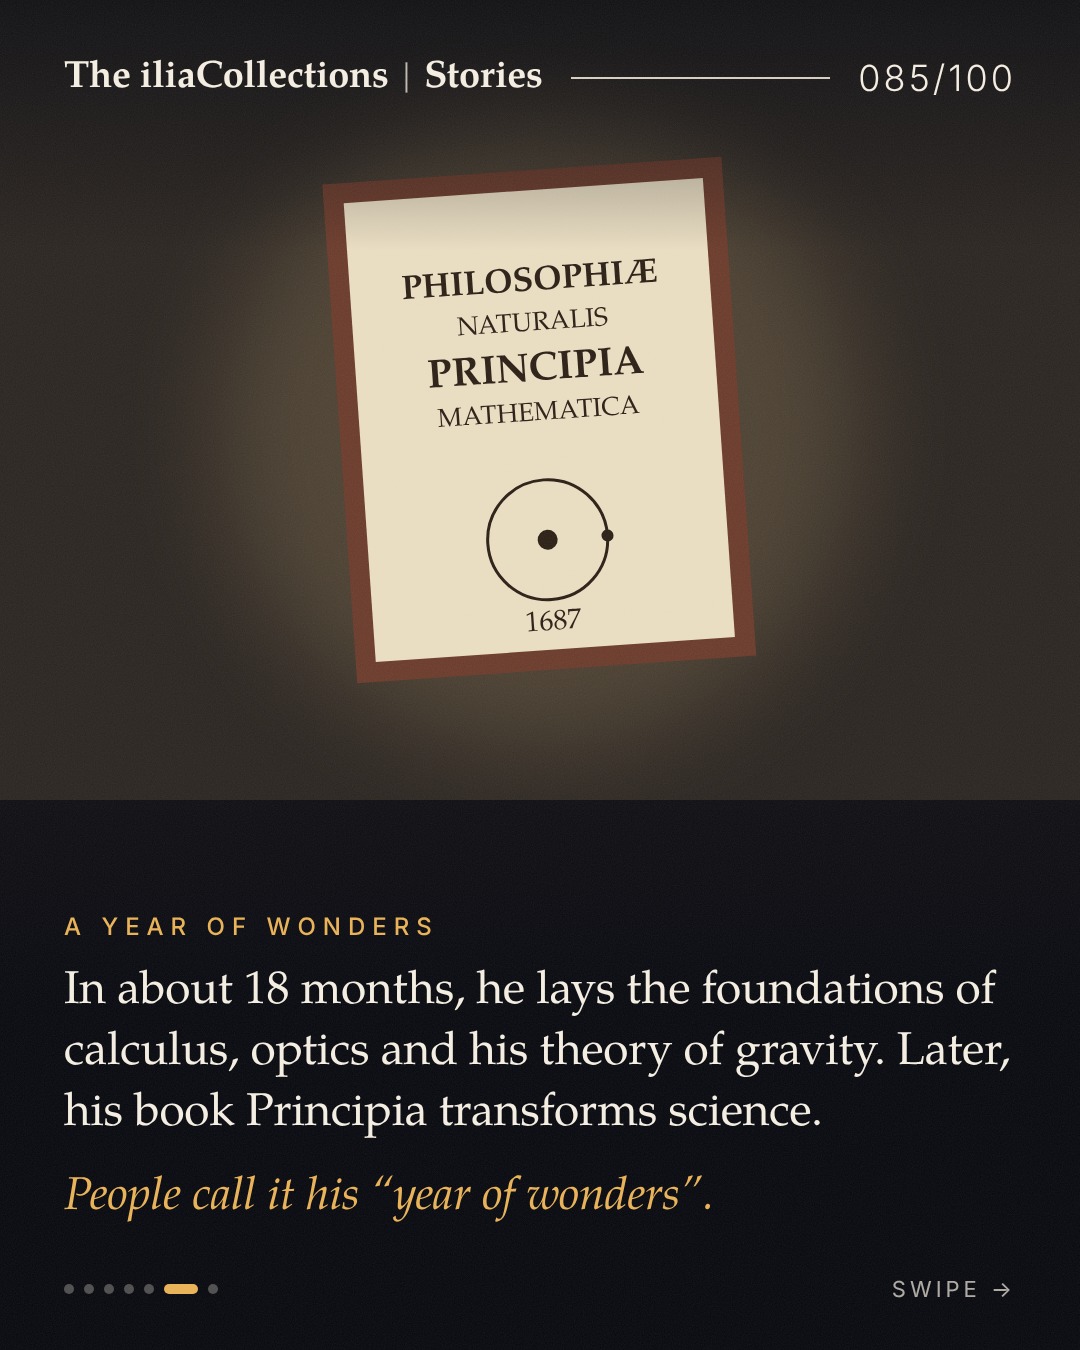 The iliaCollections | Stories 085/100
PHILOSOPHIÆ
NATURALIS
PRINCIPIA
MATHEMATICA
1687
A YEAR OF WONDERS
In about 18 months, he lays the foundations of
calculus, optics and his theory of gravity. Later,
his book Principia transforms science.
People call it his “year of wonders”.
SWIPE →